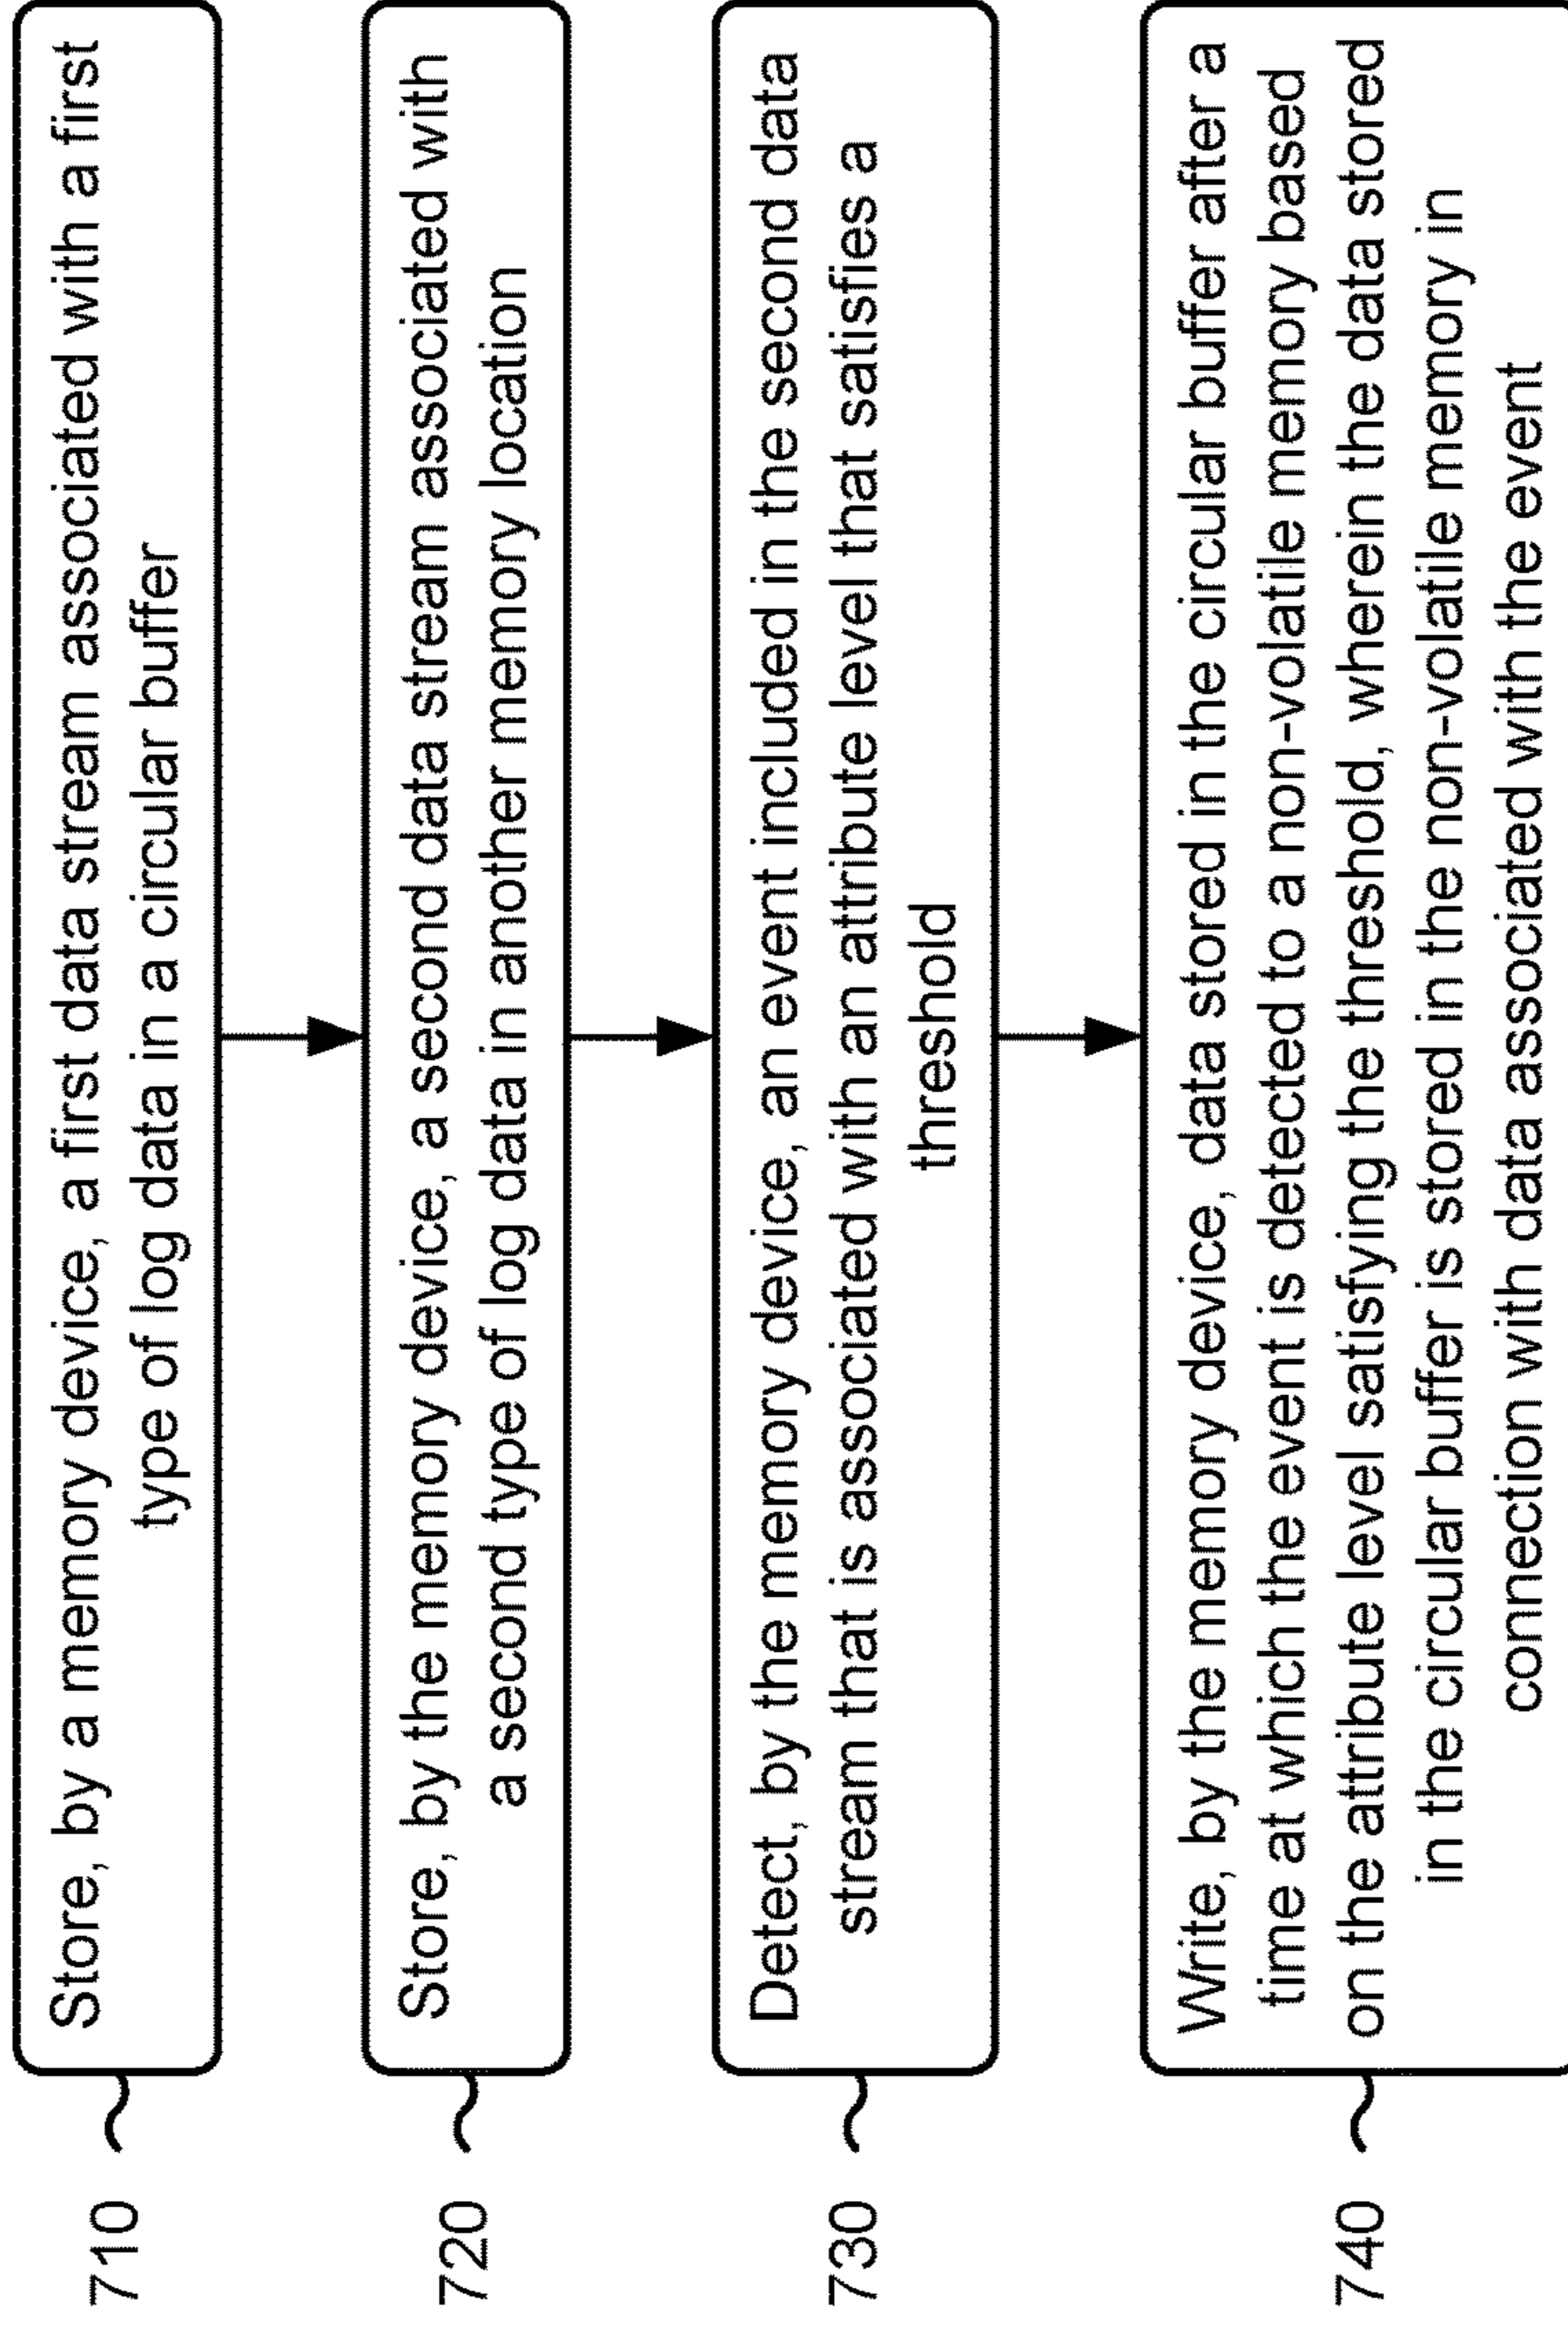 710
Store, by a memory device, a first data stream associated with a first
type of log data in a circular buffer
720
Store, by the memory device, a second data stream associated with
a second type of log data in another memory location
730
Detect, by the memory device, an event included in the second data
stream that is associated with an attribute level that satisfies a
threshold
740
Write, by the memory device, data stored in the circular buffer after a
time at which the event is detected to a non-volatile memory based
on the attribute level satisfying the threshold, wherein the data stored
in the circular buffer is stored in the non-volatile memory in
connection with data associated with the event